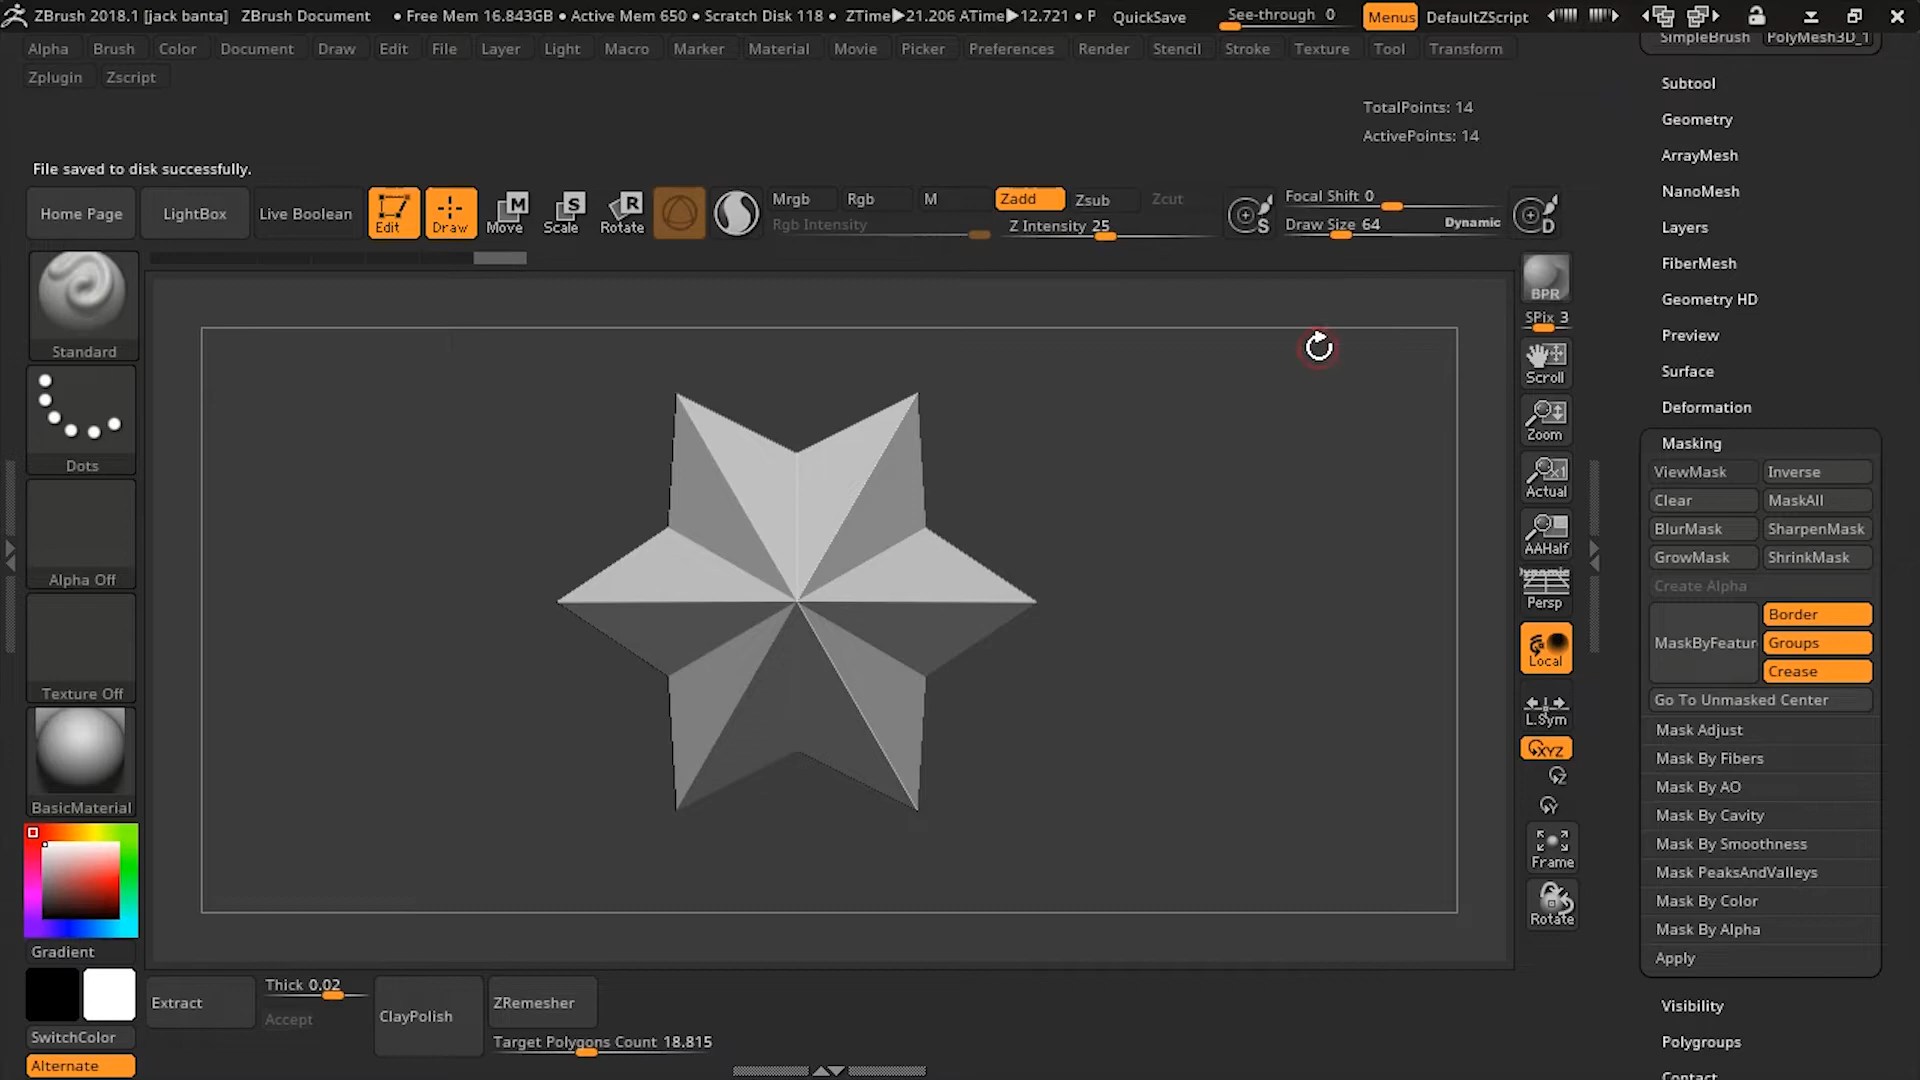 ZBrush 2018.1 [jack banta] ZBrush Document • Free Mem 16.843GB • Active Mem 650 • Scratch Disk 118 • ZTime▶21.206 ATime▶12.721 • P QuickSave See-through 0 Menus DefaultZScript
Alpha Brush Color Document Draw Edit File Layer Light Macro Marker Material Movie Picker Preferences Render Stencil Stroke Texture Tool Transform
Zplugin Zscript
TotalPoints: 14
ActivePoints: 14
File saved to disk successfully.
Home Page LightBox Live Boolean Edit Draw Move Scale Rotate
M S R
Mrgb Rgb M Zadd Zsub Zcut
Rgb Intensity Z Intensity 25
S Focal Shift 0
Draw Size 64 Dynamic D
Standard
Dots
Alpha Off
Texture Off
BasicMaterial
Gradient
SwitchColor
Alternate
Extract
Thick 0.02
Accept
ClayPolish
ZRemesher
Target Polygons Count 18.815
BPR
SPix 3
Scroll
Zoom
x1
Actual
AAHalf
Dynamic
Persp
Local
L.Sym
XYZ
Z
Y
Frame
Rotate
SimpleBrush PolyMesh3D_1
Subtool
Geometry
ArrayMesh
NanoMesh
Layers
FiberMesh
Geometry HD
Preview
Surface
Deformation
Masking
ViewMask Inverse
Clear MaskAll
BlurMask SharpenMask
GrowMask ShrinkMask
Create Alpha
MaskByFeatur
Border
Groups
Crease
Go To Unmasked Center
Mask Adjust
Mask By Fibers
Mask By AO
Mask By Cavity
Mask By Smoothness
Mask PeaksAndValleys
Mask By Color
Mask By Alpha
Apply
Visibility
Polygroups
Contact